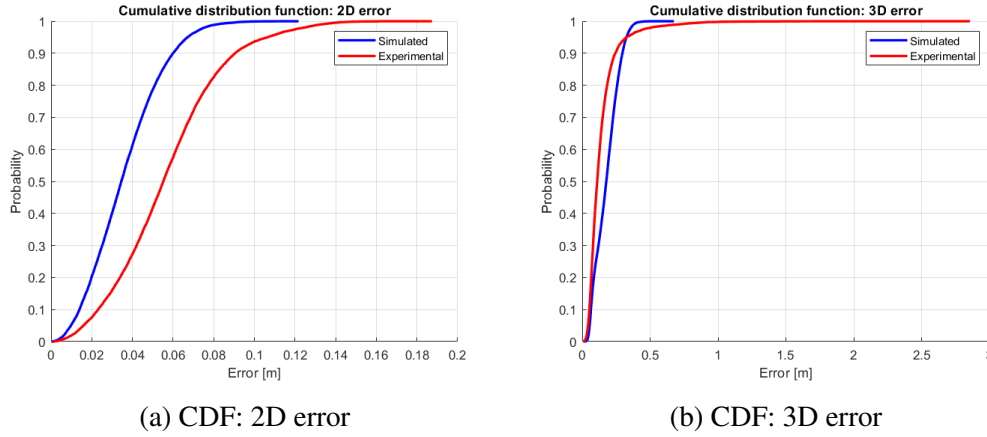 Cumulative distribution function: 2D error
1
0.9
0.8
0.7
0.6
0.5
0.4
0.3
0.2
0.1
0
Probability
Simulated
Experimental
0 0.02 0.04 0.06 0.08 0.1 0.12 0.14 0.16 0.18 0.2
Error [m]
(a) CDF: 2D error
Cumulative distribution function: 3D error
1
0.9
0.8
0.7
0.6
0.5
0.4
0.3
0.2
0.1
0
Probability
Simulated
Experimental
0 0.5 1 1.5 2 2.5
Error [m]
(b) CDF: 3D error